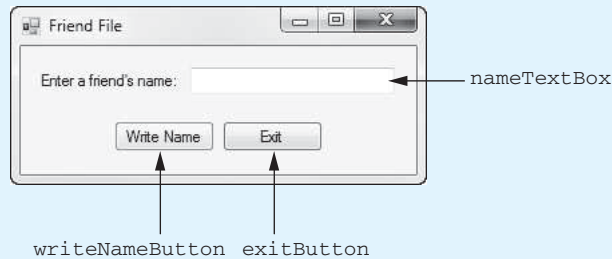 Friend File
Enter a friend's name:
nameTextBox
Write Name Exit
writeNameButton exitButton